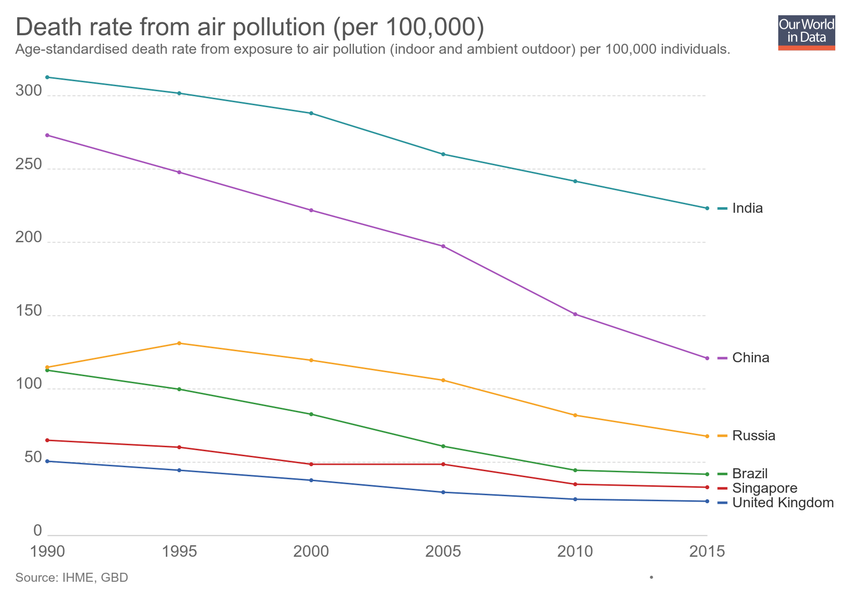 Death rate from air pollution (per 100,000)
Age-standardised death rate from exposure to air pollution (indoor and ambient outdoor) per 100,000 individuals.
Our World
in Data
300
250
200
150
100
50
0
India
China
Russia
Brazil
Singapore
United Kingdom
1990 1995 2000 2005 2010 2015
Source: IHME, GBD